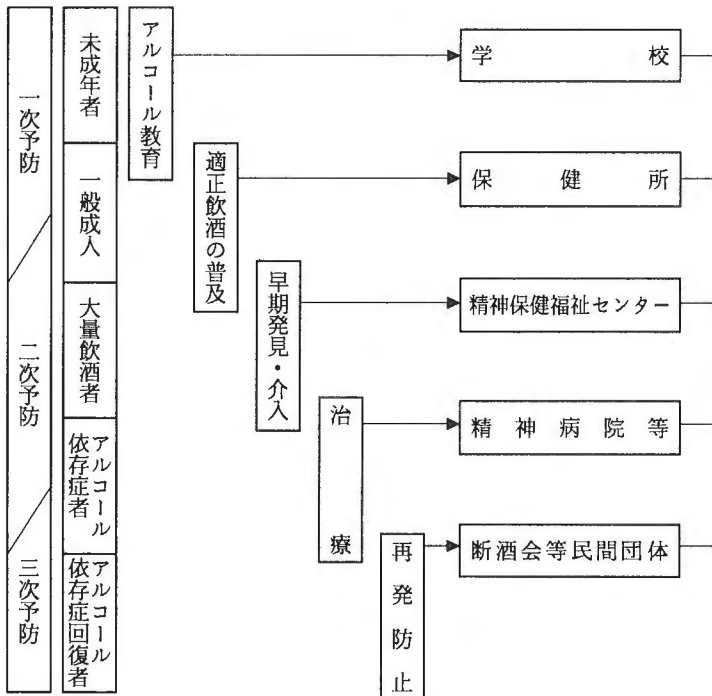 一次予防
二次予防
三次予防
未成年者
一般成人
大量飲酒者
アルコール
依存症者
アルコール
依存症回復者
アルコール教育
適正飲酒の普及
早期発見・介入
治療
再発防止
学校
保健所
精神保健福祉センター
精神病院等
断酒会等民間団体